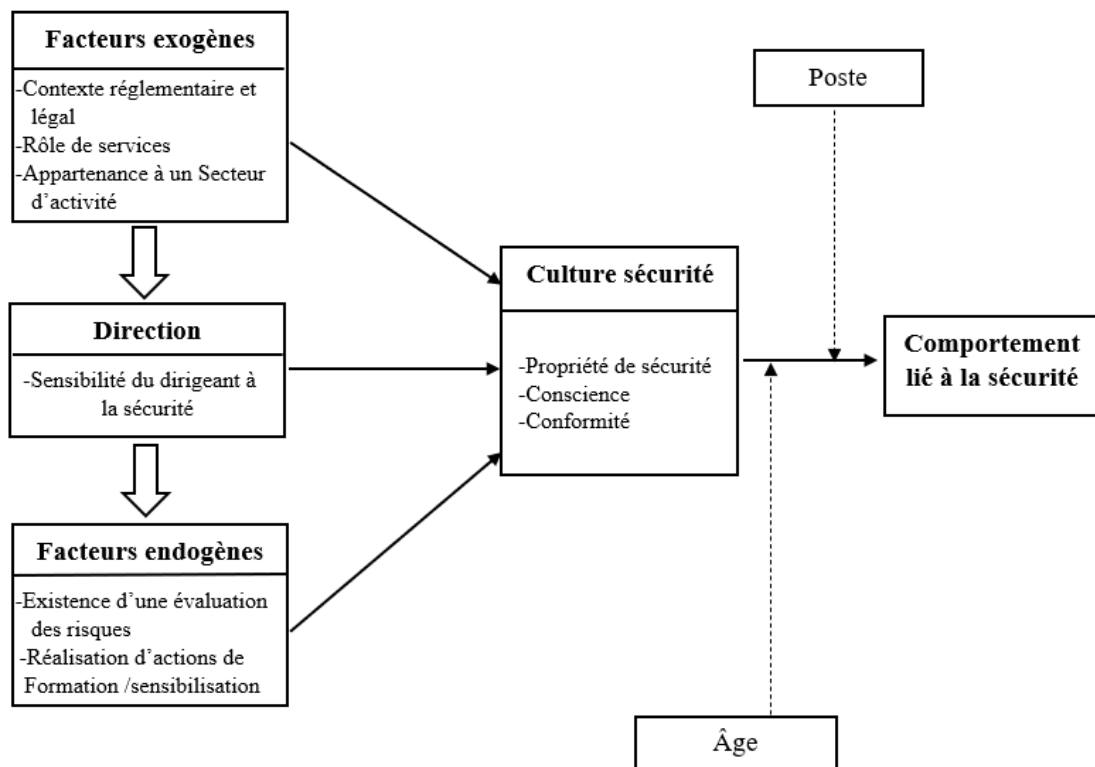 Facteurs exogènes
-Contexte réglementaire et
légal
-Rôle de services
-Appartenance à un Secteur
d’activité
Direction
-Sensibilité du dirigeant à
la sécurité
Facteurs endogènes
-Existence d’une évaluation
des risques
-Réalisation d’actions de
Formation /sensibilisation
Culture sécurité
-Propriété de sécurité
-Conscience
-Conformité
Poste
Comportement
lié à la sécurité
Âge